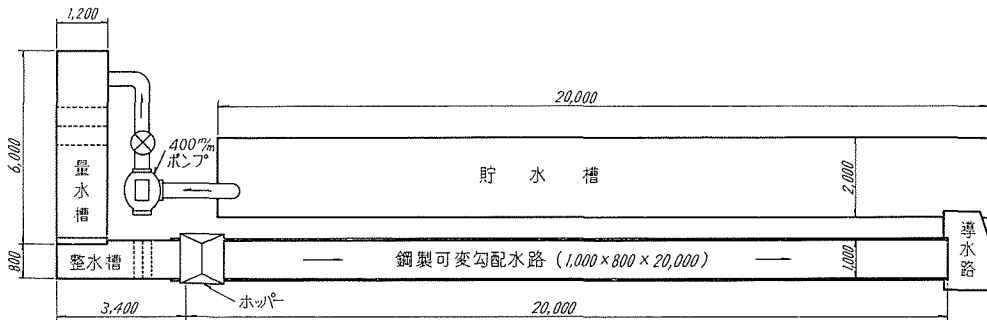 1,200
20,000
6,000
400m/m
ポンプ
量水槽
貯水槽
2,000
導水路
800
整水槽
鋼製可変勾配水路(1,000×800×20,000)
1,000
ホッパー
3,400
20,000